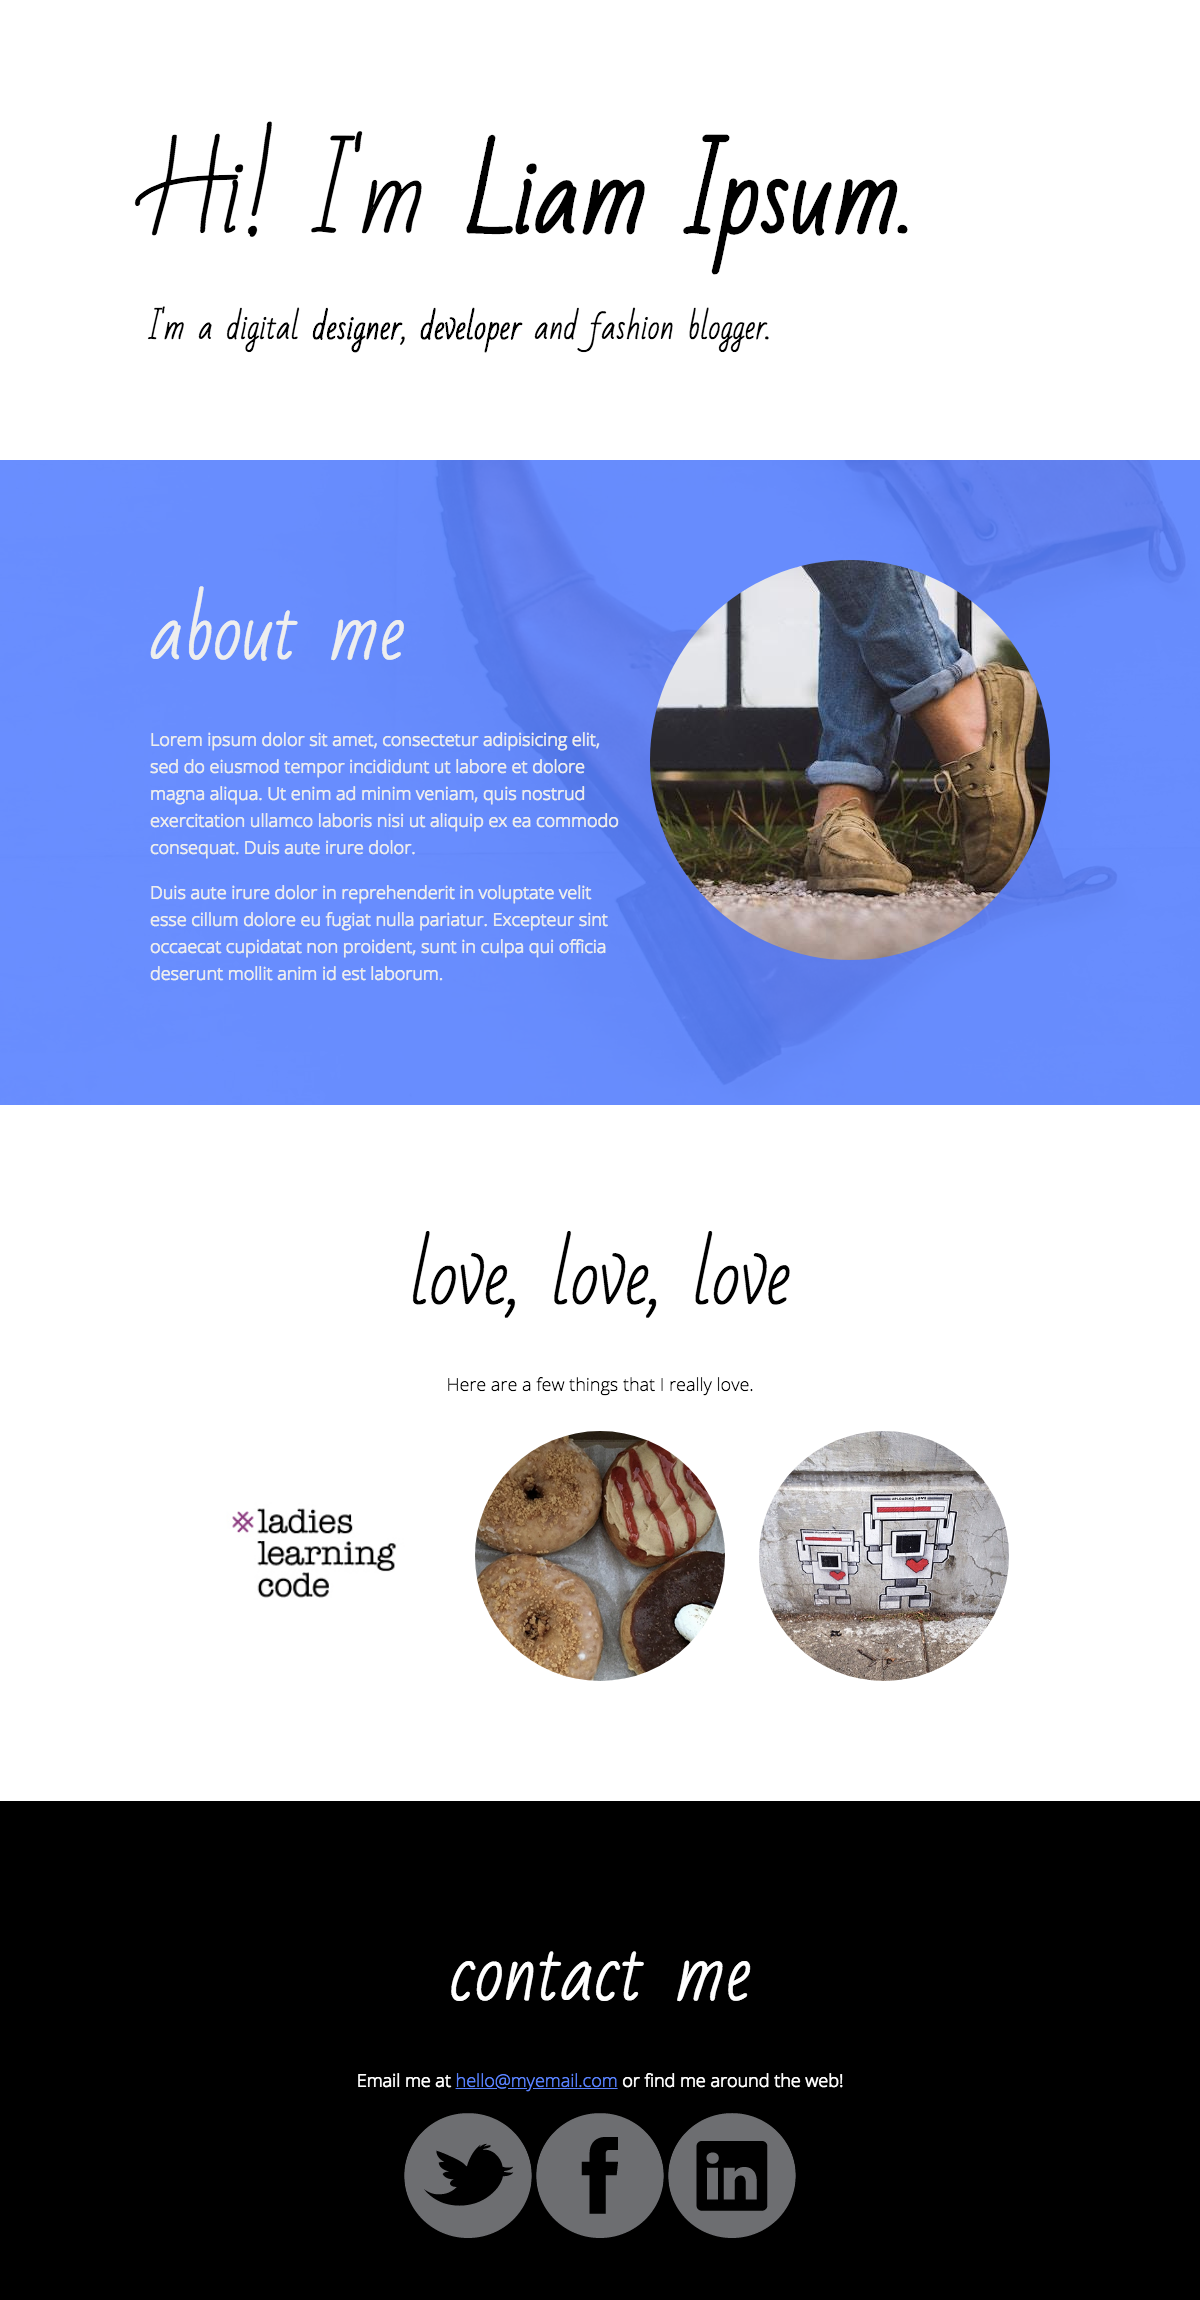 Hi! I'm Liam Ipsum.
I'm a digital designer, developer and fashion blogger.
about me
Lorem ipsum dolor sit amet, consectetur adipisicing elit,
sed do eiusmod tempor incididunt ut labore et dolore
magna aliqua. Ut enim ad minim veniam, quis nostrud
exercitation ullamco laboris nisi ut aliquip ex ea commodo
consequat. Duis aute irure dolor.
Duis aute irure dolor in reprehenderit in voluptate velit
esse cillum dolore eu fugiat nulla pariatur. Excepteur sint
occaecat cupidatat non proident, sunt in culpa qui officia
deserunt mollit anim id est laborum.
love, love, love
Here are a few things that I really love.
ladies
learning
code
UPLOADING LOVE
contact me
Email me at hello@myemail.com or find me around the web!
f
in